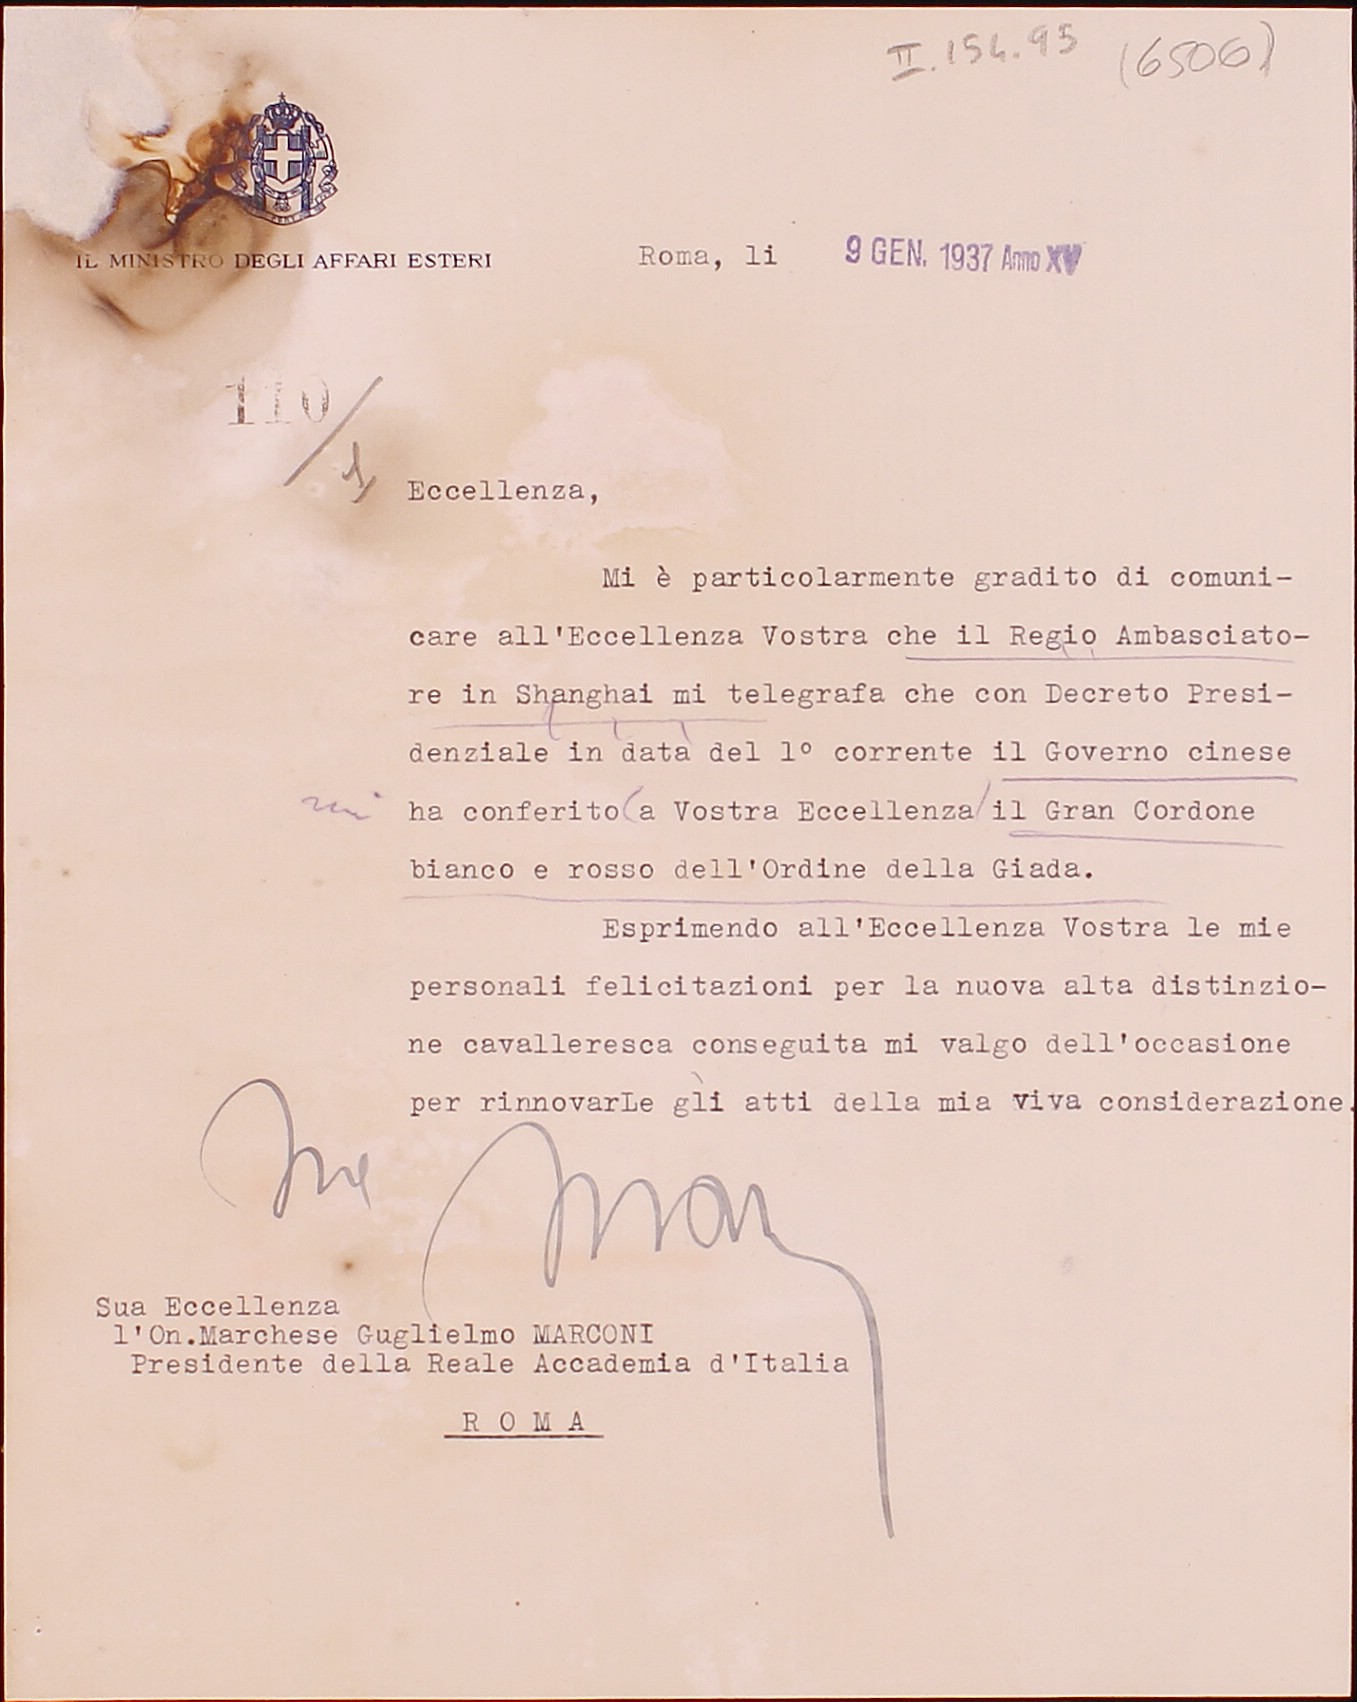 II.154.95 (6506)
IL MINISTRO DEGLI AFFARI ESTERI
Roma, li 9 GEN. 1937 Anno XV
110/1
Eccellenza,
Mi è particolarmente gradito di comuni-
care all'Eccellenza Vostra che il Regio Ambasciato-
re in Shanghai mi telegrafa che con Decreto Presi-
denziale in data del 1º corrente il Governo cinese
mi ha conferito (a Vostra Eccellenza/ il Gran Cordone
bianco e rosso dell'Ordine della Giada.
Esprimendo all'Eccellenza Vostra le mie
personali felicitazioni per la nuova alta distinzio-
ne cavalleresca conseguita mi valgo dell'occasione
per rinnovarLe gli atti della mia viva considerazione.
Sua Eccellenza
l'On.Marchese Guglielmo MARCONI
Presidente della Reale Accademia d'Italia
R O M A